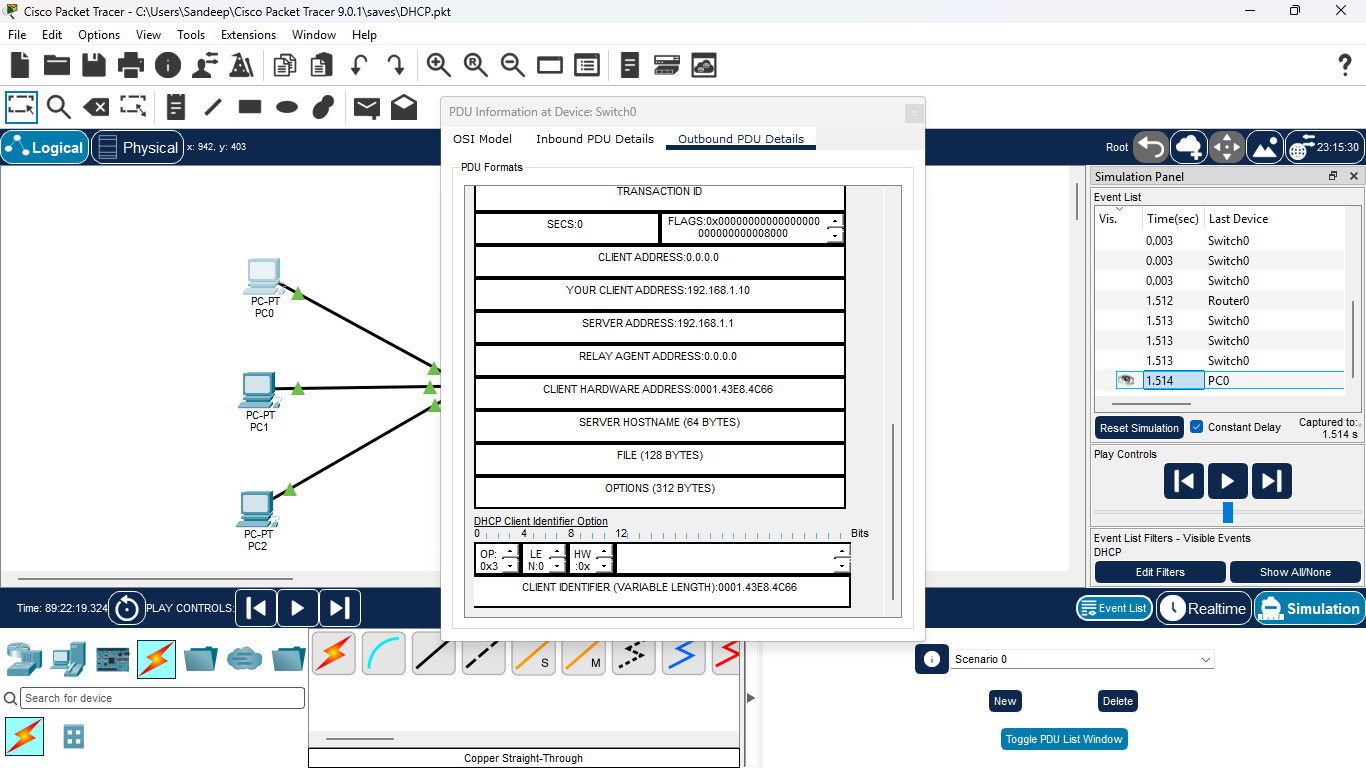 Cisco Packet Tracer - C:\Users\Sandeep\Cisco Packet Tracer 9.0.1\saves\DHCP.pkt
File Edit Options View Tools Extensions Window Help
Logical Physical x: 942, y: 403
Root 23:15:30
PC-PT
PC0
PC-PT
PC1
PC-PT
PC2
PDU Information at Device: Switch0
x
OSI Model Inbound PDU Details Outbound PDU Details
PDU Formats
TRANSACTION ID
SECS:0
FLAGS:0x00000000000000000
000000000008000
CLIENT ADDRESS:0.0.0.0
YOUR CLIENT ADDRESS:192.168.1.10
SERVER ADDRESS:192.168.1.1
RELAY AGENT ADDRESS:0.0.0.0
CLIENT HARDWARE ADDRESS:0001.43E8.4C66
SERVER HOSTNAME (64 BYTES)
FILE (128 BYTES)
OPTIONS (312 BYTES)
DHCP Client Identifier Option
0 4 8 12 Bits
OP: LE HW
0x3 N:0 :0x
CLIENT IDENTIFIER (VARIABLE LENGTH):0001.43E8.4C66
Simulation Panel
Event List
Vis. Time(sec) Last Device
0.003 Switch0
0.003 Switch0
0.003 Switch0
1.512 Router0
1.513 Switch0
1.513 Switch0
1.513 Switch0
1.514 PC0
Reset Simulation Constant Delay Captured to:
1.514 s
Play Controls
Event List Filters - Visible Events
DHCP
Edit Filters Show All/None
Time: 89:22:19.324 PLAY CONTROLS:
Event List Realtime Simulation
Search for device
S M
Copper Straight-Through
Scenario 0
New Delete
Toggle PDU List Window